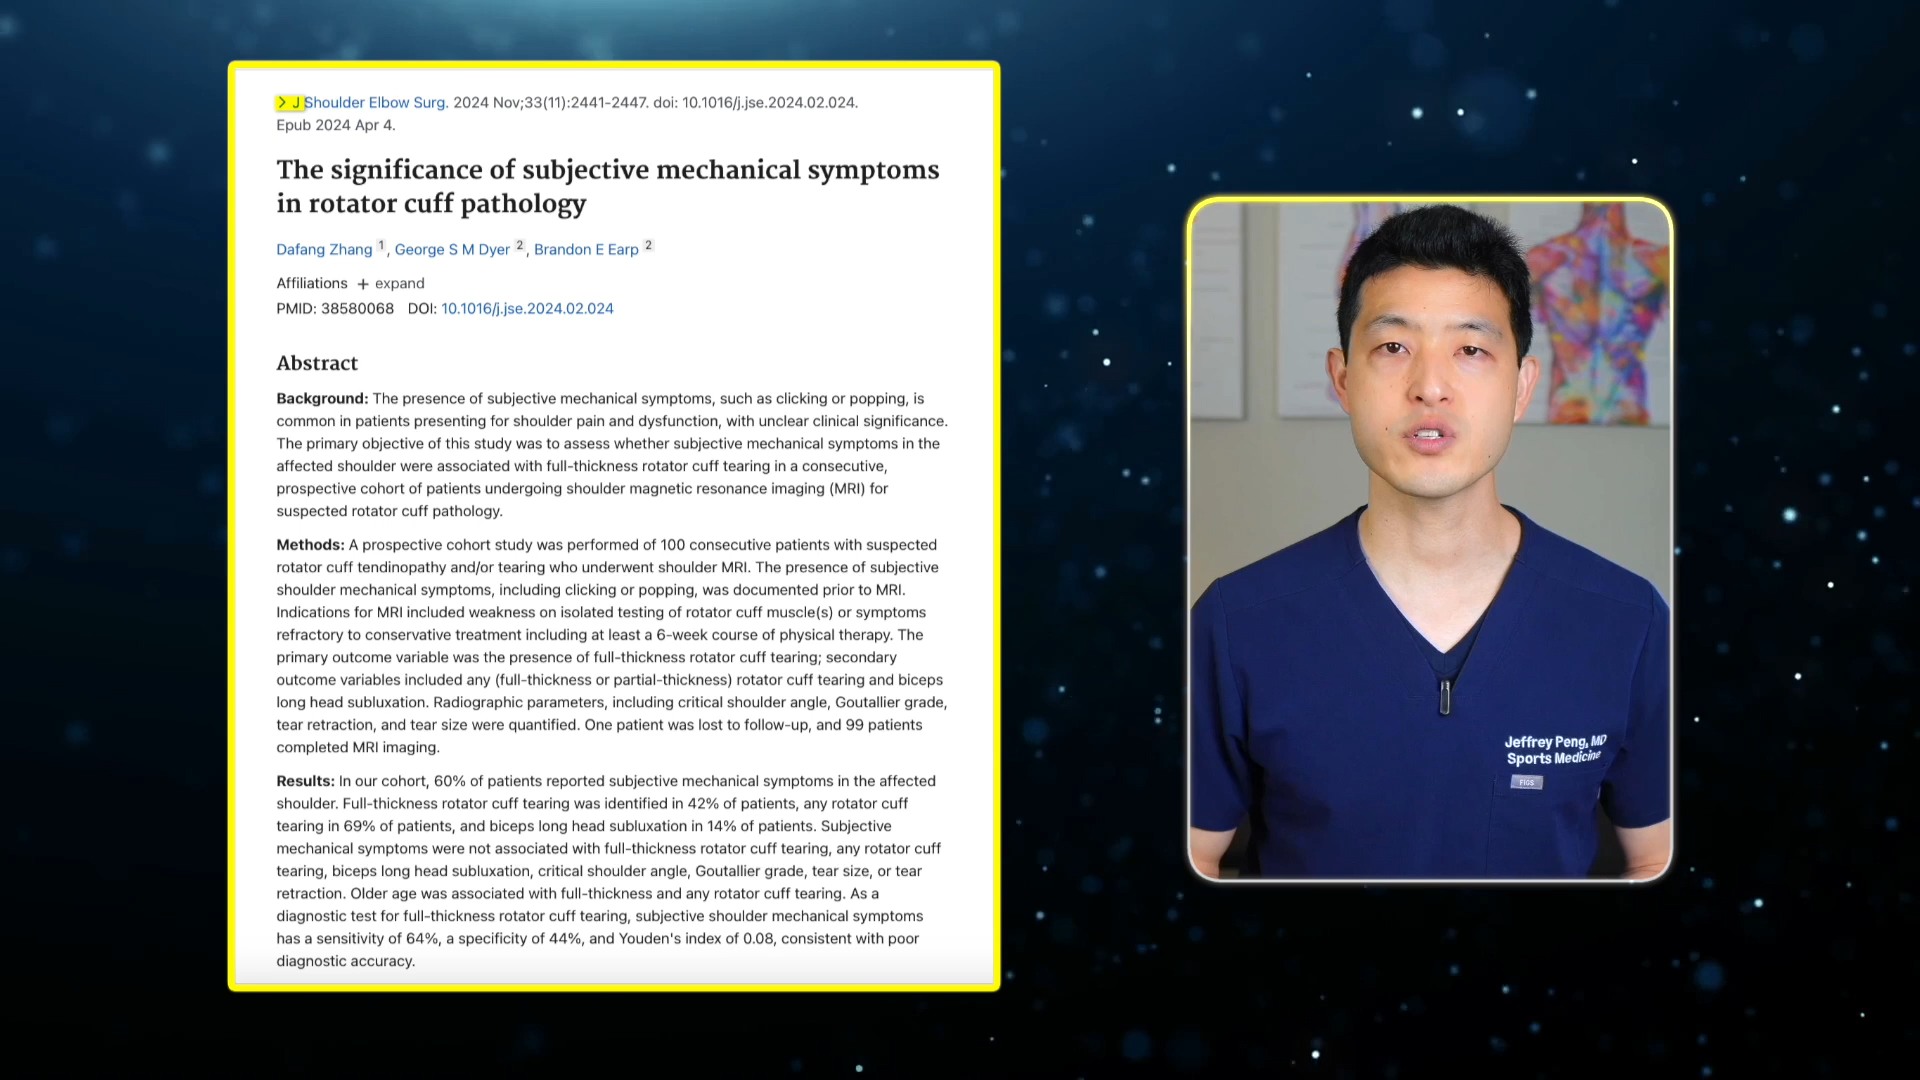 > J Shoulder Elbow Surg. 2024 Nov;33(11):2441-2447. doi: 10.1016/j.jse.2024.02.024.
Epub 2024 Apr 4.
The significance of subjective mechanical symptoms
in rotator cuff pathology
Dafang Zhang 1, George S M Dyer 2, Brandon E Earp 2
Affiliations + expand
PMID: 38580068 DOI: 10.1016/j.jse.2024.02.024
Abstract
Background: The presence of subjective mechanical symptoms, such as clicking or popping, is
common in patients presenting for shoulder pain and dysfunction, with unclear clinical significance.
The primary objective of this study was to assess whether subjective mechanical symptoms in the
affected shoulder were associated with full-thickness rotator cuff tearing in a consecutive,
prospective cohort of patients undergoing shoulder magnetic resonance imaging (MRI) for
suspected rotator cuff pathology.
Methods: A prospective cohort study was performed of 100 consecutive patients with suspected
rotator cuff tendinopathy and/or tearing who underwent shoulder MRI. The presence of subjective
shoulder mechanical symptoms, including clicking or popping, was documented prior to MRI.
Indications for MRI included weakness on isolated testing of rotator cuff muscle(s) or symptoms
refractory to conservative treatment including at least a 6-week course of physical therapy. The
primary outcome variable was the presence of full-thickness rotator cuff tearing; secondary
outcome variables included any (full-thickness or partial-thickness) rotator cuff tearing and biceps
long head subluxation. Radiographic parameters, including critical shoulder angle, Goutallier grade,
tear retraction, and tear size were quantified. One patient was lost to follow-up, and 99 patients
completed MRI imaging.
Results: In our cohort, 60% of patients reported subjective mechanical symptoms in the affected
shoulder. Full-thickness rotator cuff tearing was identified in 42% of patients, any rotator cuff
tearing in 69% of patients, and biceps long head subluxation in 14% of patients. Subjective
mechanical symptoms were not associated with full-thickness rotator cuff tearing, any rotator cuff
tearing, biceps long head subluxation, critical shoulder angle, Goutallier grade, tear size, or tear
retraction. Older age was associated with full-thickness and any rotator cuff tearing. As a
diagnostic test for full-thickness rotator cuff tearing, subjective shoulder mechanical symptoms
has a sensitivity of 64%, a specificity of 44%, and Youden's index of 0.08, consistent with poor
diagnostic accuracy.
Jeffrey Peng, MD
Sports Medicine
FIGS